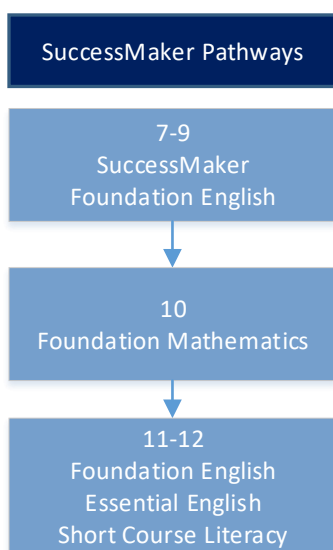 SuccessMaker Pathways
7-9
SuccessMaker
Foundation English
10
Foundation Mathematics
11-12
Foundation English
Essential English
Short Course Literacy